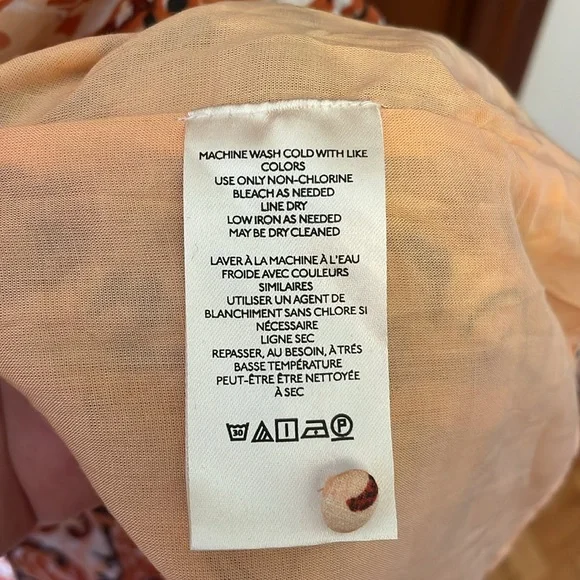 MACHINE WASH COLD WITH LIKE
COLORS
USE ONLY NON-CHLORINE
BLEACH AS NEEDED
LINE DRY
LOW IRON AS NEEDED
MAY BE DRY CLEANED
LAVER À LA MACHINE À L'EAU
FROIDE AVEC COULEURS
SIMILAIRES
UTILISER UN AGENT DE
BLANCHIMENT SANS CHLORE SI
NÉCESSAIRE
LIGNE SEC
REPASSER, AU BESOIN, À TRÉS
BASSE TEMPÉRATURE
PEUT-ÊTRE ÊTRE NETTOYÉE
À SEC
30 P